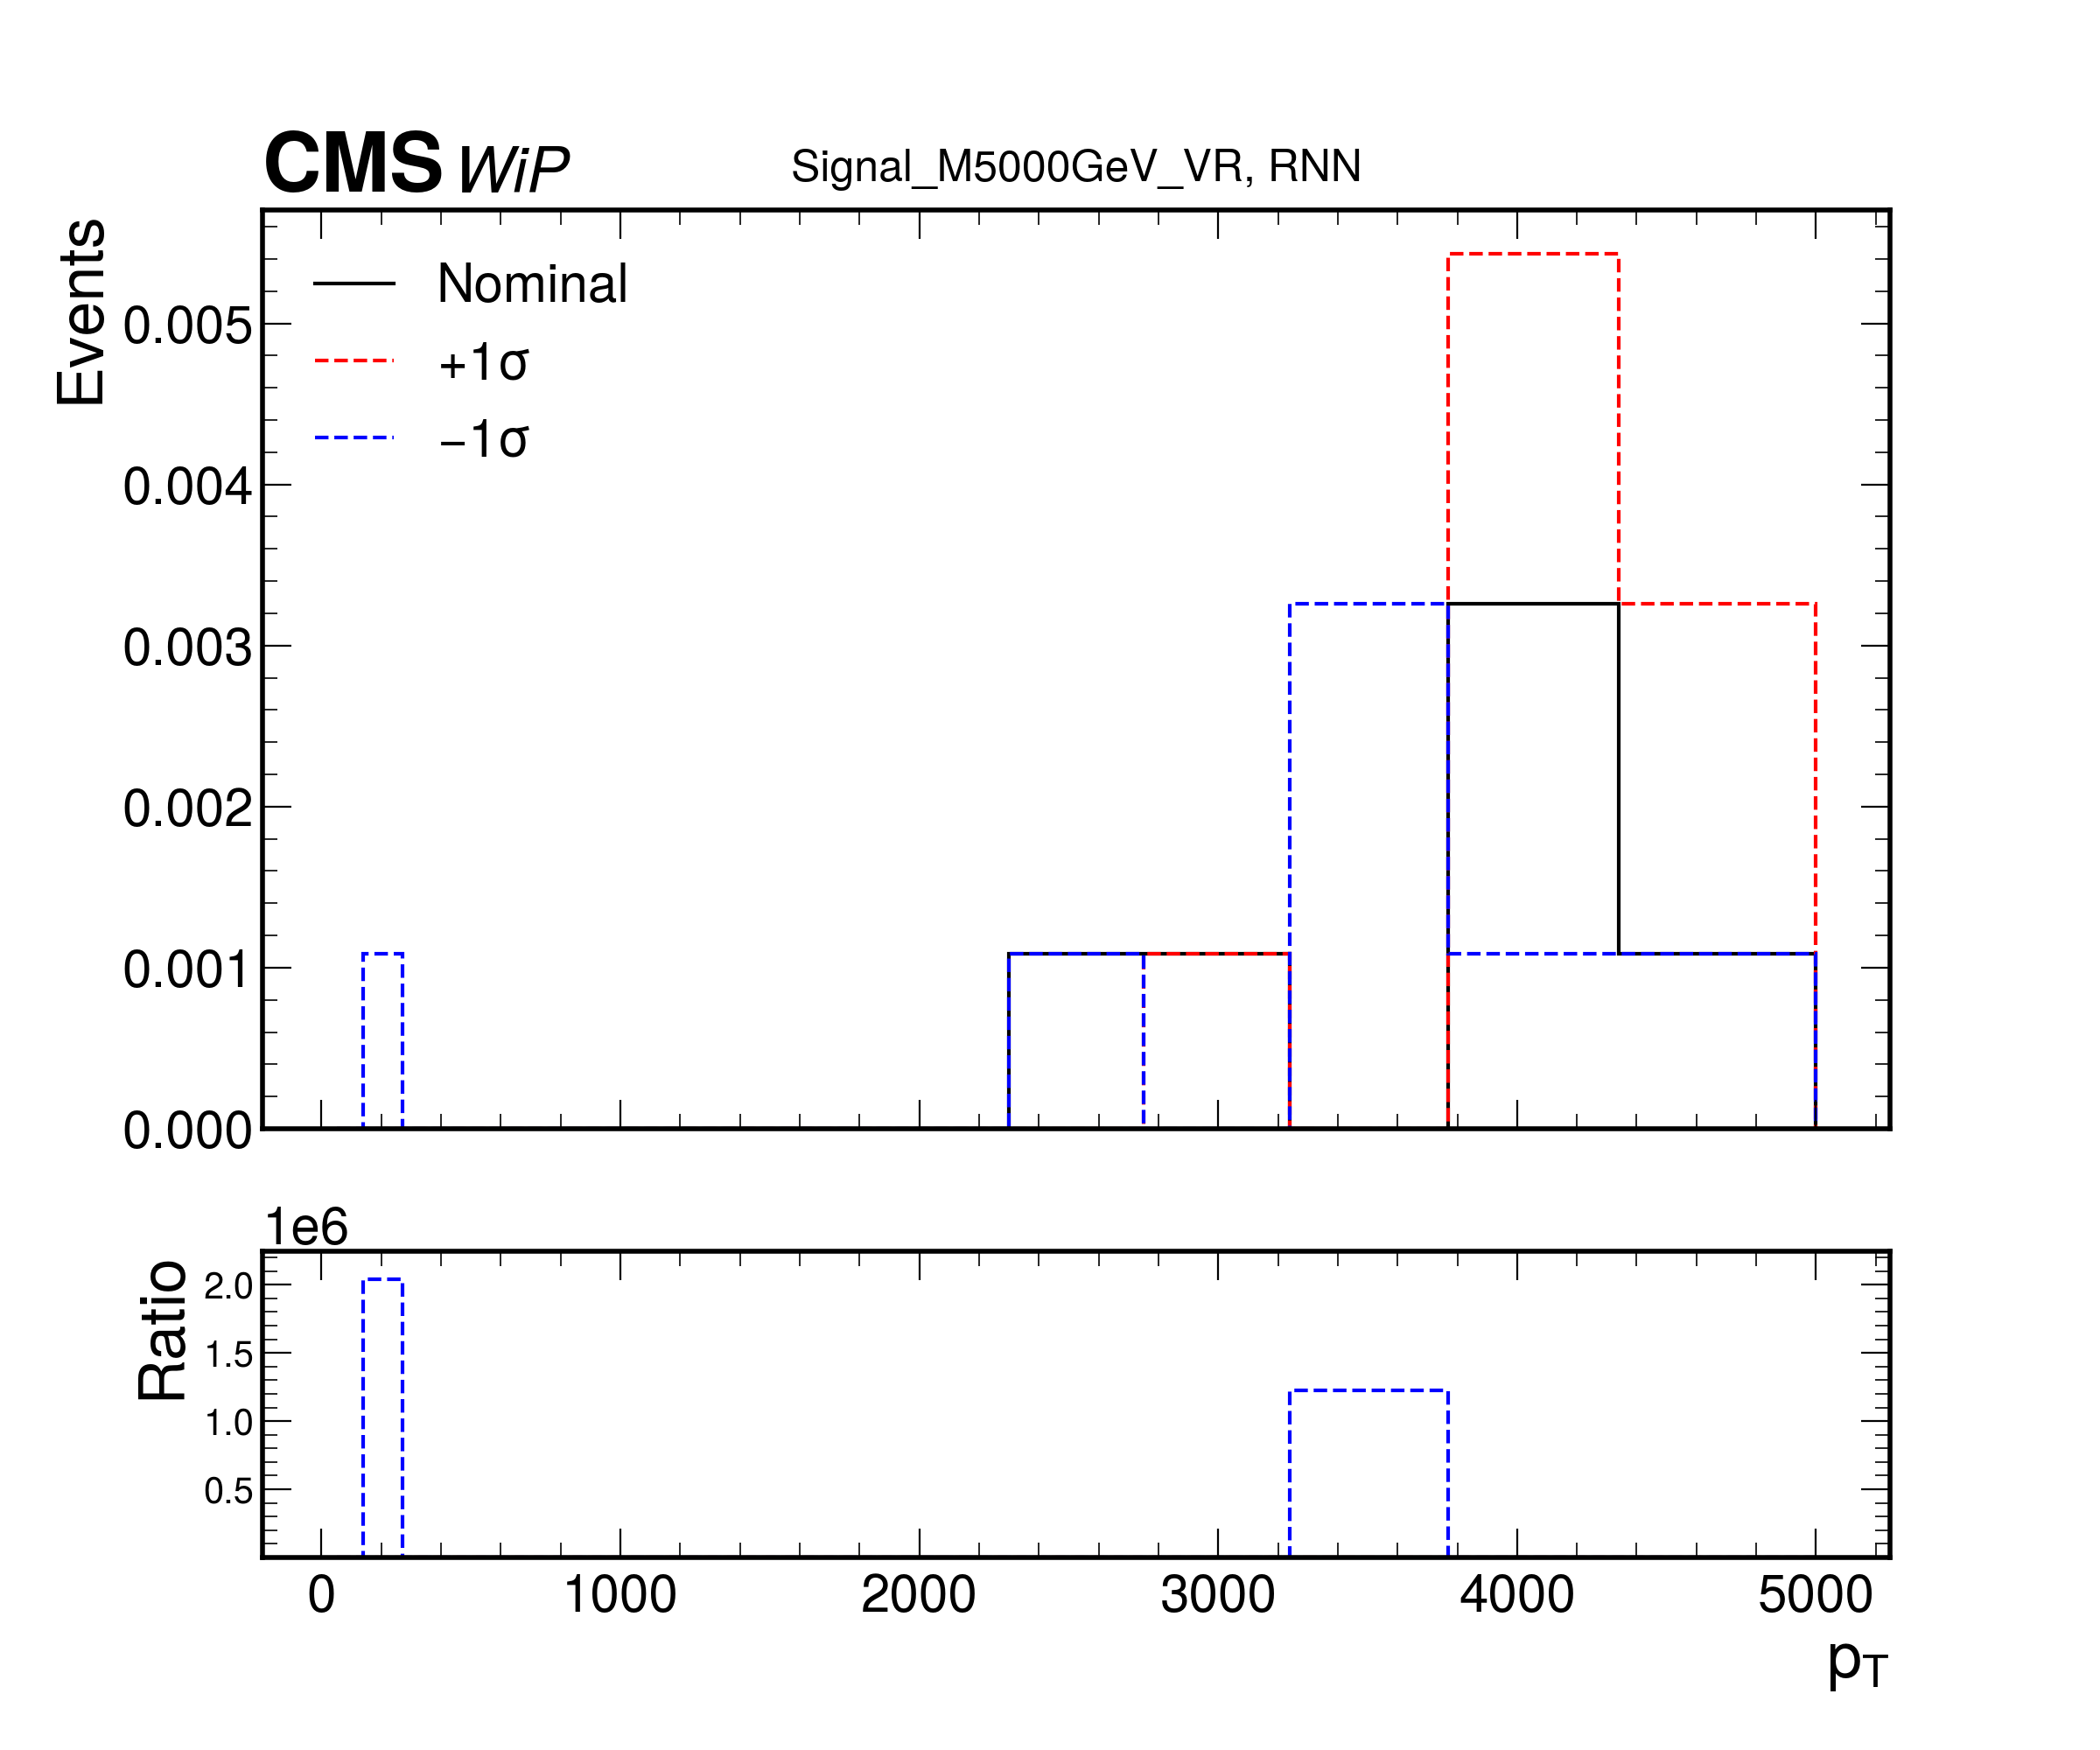 CMS WiP Signal_M5000GeV_VR, RNN
Events
Nominal
+1σ
−1σ
0.005
0.004
0.003
0.002
0.001
0.000
1e6
Ratio
2.0
1.5
1.0
0.5
0 1000 2000 3000 4000 5000
pT